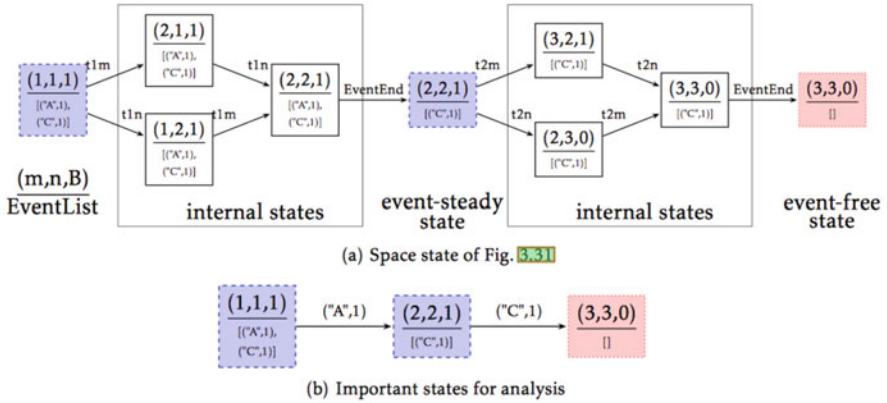 (1,1,1)
[("A",1),
("C",1)]
t1m
t1n
(2,1,1)
[("A",1),
("C",1)]
(1,2,1)
[("A",1),
("C",1)]
t1n
t1m
(2,2,1)
[("A",1),
("C",1)]
EventEnd
(2,2,1)
[("C",1)]
t2m
t2n
(3,2,1)
[("C",1)]
(2,3,0)
[("C",1)]
t2n
t2m
(3,3,0)
[("C",1)]
EventEnd
(3,3,0)
[]
(m,n,B)
EventList
internal states
event-steady
state
internal states
event-free
state
(a) Space state of Fig. 3.31
(1,1,1)
[("A",1),
("C",1)]
("A",1)
(2,2,1)
[("C",1)]
("C",1)
(3,3,0)
[]
(b) Important states for analysis